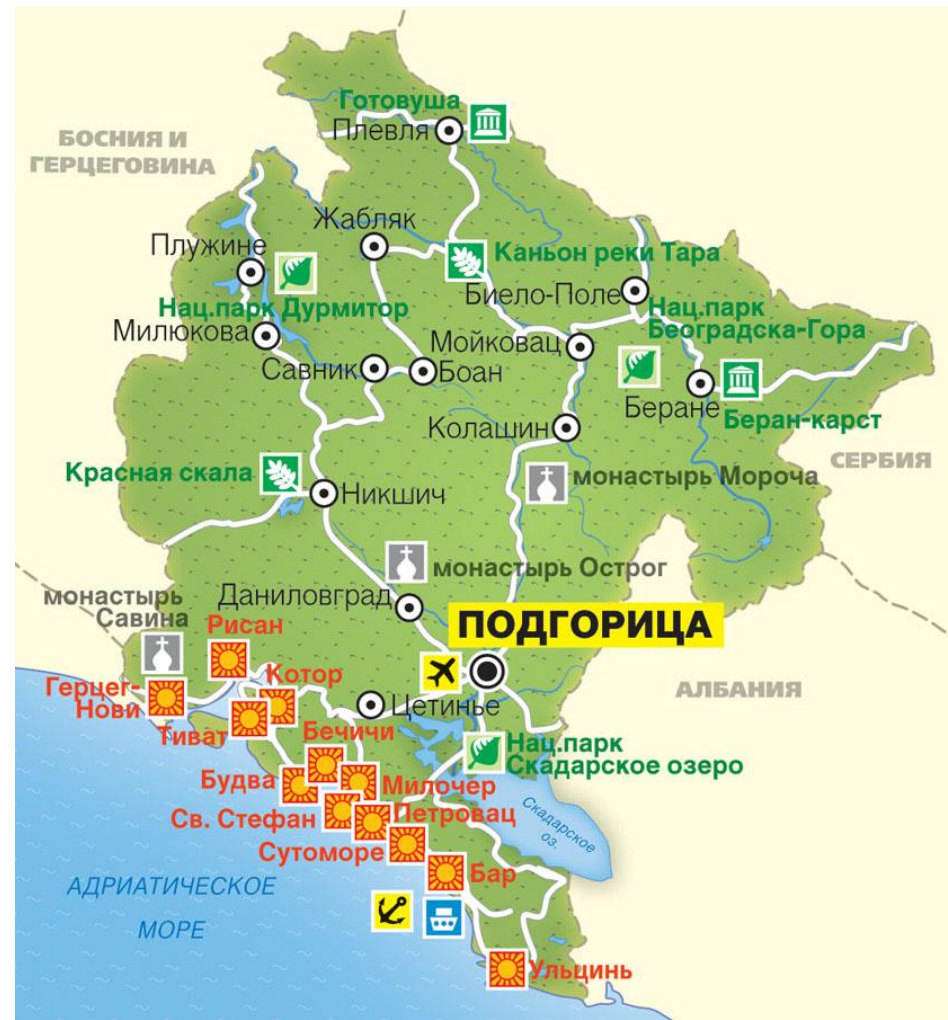 Готовуша
Плевля
БОСНИЯ И
ГЕРЦЕГОВИНА
Жабляк
Плужине
Каньон реки Тара
Биело-Поле
Нац.парк Дурмитор
Нац.парк
Београдска-Гора
Милюкова
Мойковац
Савник
Боан
Беране
Беран-карст
Колашин
СЕРБИЯ
Красная скала
монастырь Мороча
Никшич
монастырь Острог
монастырь
Савина
Даниловград
ПОДГОРИЦА
Рисан
Котор
Герцег-
Нови
АЛБАНИЯ
Цетинье
Тиват
Бечичи
Нац.парк
Скадарское озеро
Будва
Милочер
Св. Стефан
Петровац
Скадарское
оз.
Сутоморе
Бар
АДРИАТИЧЕСКОЕ
МОРЕ
Ульцинь